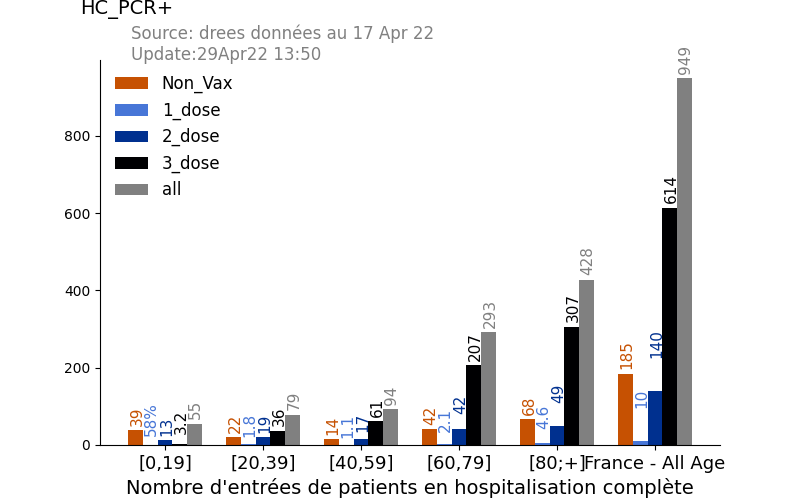 HC_PCR+
Source: drees données au 17 Apr 22
Update:29Apr22 13:50
Non_Vax
1_dose
2_dose
3_dose
all
800
600
400
200
0
39 58% 13 3.2 55
22 1.8 19 36 79
14 1.1 17 61 94
42 2.1 42 207 293
68 4.6 49 307 428
185 10 140 614 949
[0,19] [20,39] [40,59] [60,79] [80;+] France - All Age
Nombre d'entrées de patients en hospitalisation complète